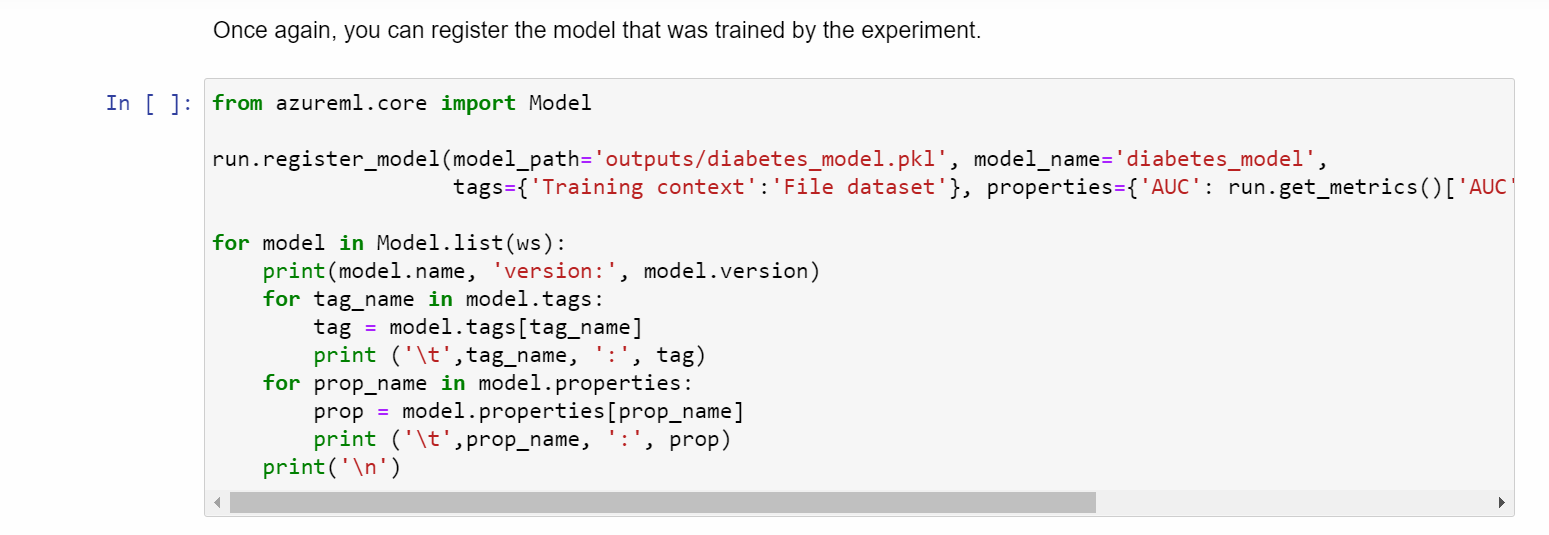 Once again, you can register the model that was trained by the experiment.
In [ ]:
from azureml.core import Model
run.register_model(model_path='outputs/diabetes_model.pkl', model_name='diabetes_model',
tags={'Training context':'File dataset'}, properties={'AUC': run.get_metrics()['AUC'
for model in Model.list(ws):
print(model.name, 'version:', model.version)
for tag_name in model.tags:
tag = model.tags[tag_name]
print ('\t',tag_name, ':', tag)
for prop_name in model.properties:
prop = model.properties[prop_name]
print ('\t',prop_name, ':', prop)
print('\n')